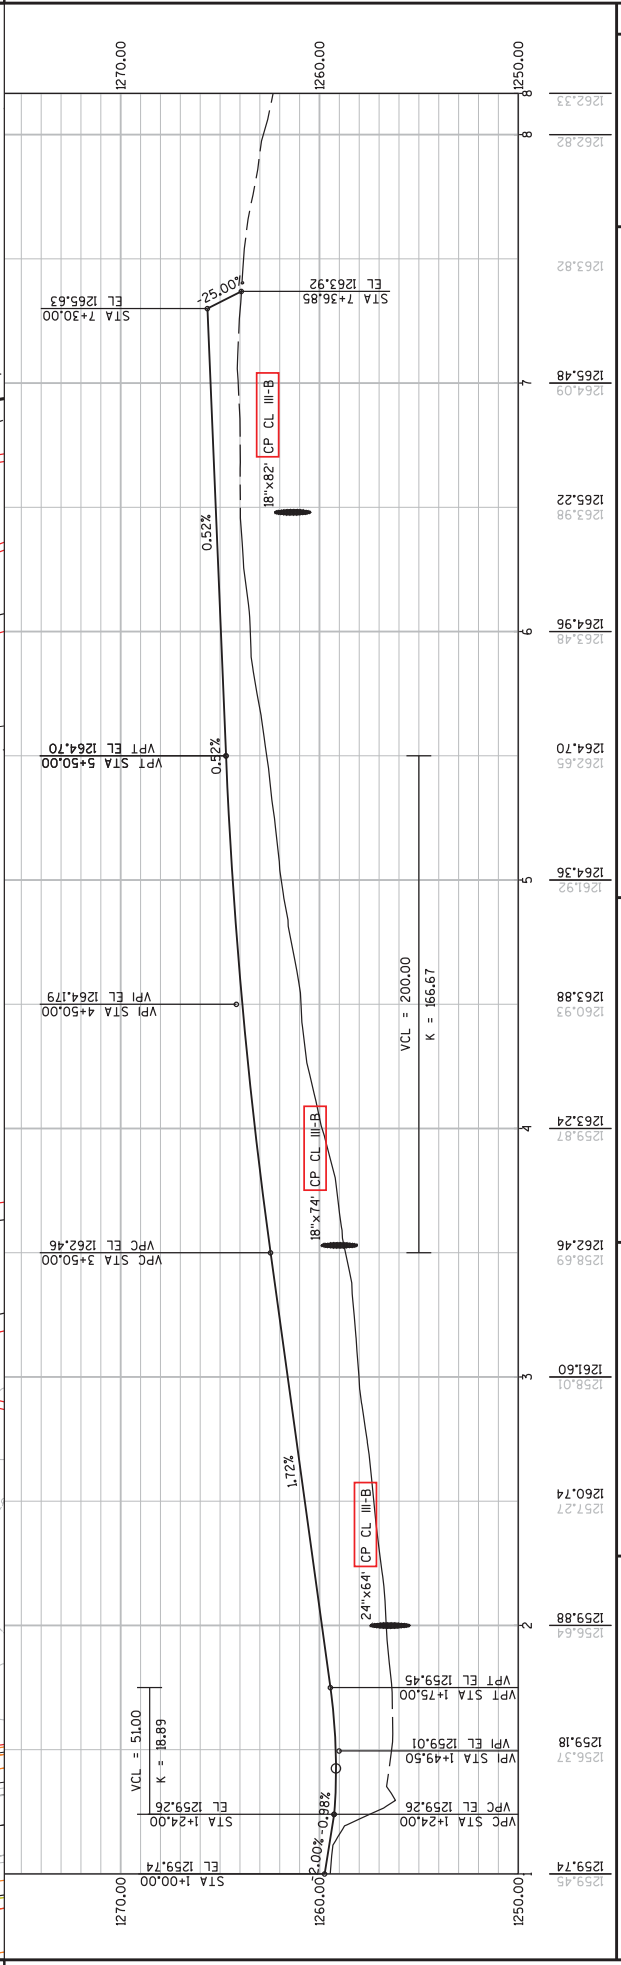 1270.00
1260.00
1250.00
8
1262.33
8
1262.82
1263.82
STA 7+30.00
EL 1265.63
-25.00%
STA 7+36.85
EL 1263.92
7
1265.48
1264.09
18"x82' CP CL III-B
0.52%
1265.22
1263.98
6
1264.96
1263.48
VPT STA 5+50.00
VPT EL 1264.70
0.52%
1264.70
1262.65
5
1264.36
1261.92
VPI STA 4+50.00
VPI EL 1264.179
VCL = 200.00
K = 166.67
1263.88
1260.93
4
1263.24
1259.87
18"x74' CP CL III-B
VPC STA 3+50.00
VPC EL 1262.46
1262.46
1258.69
3
1261.60
1258.01
1.72%
1260.74
1257.27
24"x64' CP CL III-B
2
1259.88
1256.64
VPT STA 1+75.00
VPT EL 1259.45
VCL = 51.00
K = 18.89
VPI STA 1+49.50
VPI EL 1259.01
1259.18
1256.37
STA 1+24.00
EL 1259.26
VPC STA 1+24.00
VPC EL 1259.26
-0.98%
2.00%
STA 1+00.00
EL 1259.74
1
1259.74
1259.45
1270.00
1260.00
1250.00